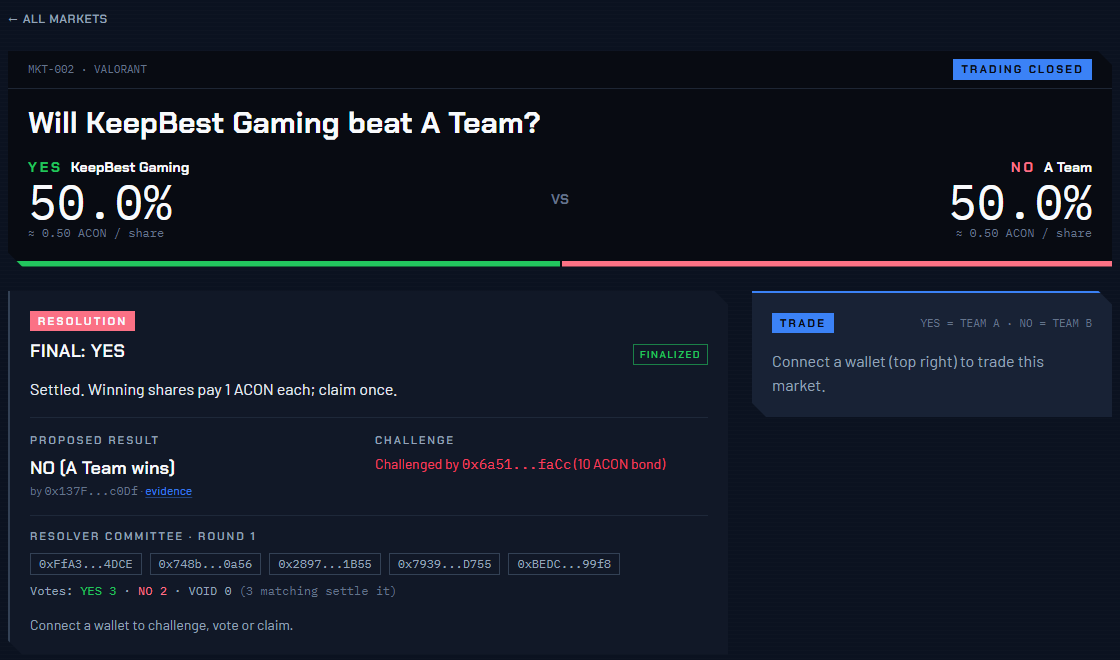 ← ALL MARKETS
MKT-002 · VALORANT
TRADING CLOSED
Will KeepBest Gaming beat A Team?
YES KeepBest Gaming
50.0%
≈ 0.50 ACON / share
VS
NO A Team
50.0%
≈ 0.50 ACON / share
RESOLUTION
FINAL: YES
FINALIZED
Settled. Winning shares pay 1 ACON each; claim once.
PROPOSED RESULT
NO (A Team wins)
by 0x137F...c0Df · evidence
CHALLENGE
Challenged by 0x6a51...faCc (10 ACON bond)
RESOLVER COMMITTEE · ROUND 1
0xFfA3...4DCE 0x748b...0a56 0x2897...1B55 0x7939...D755 0xBEDC...99f8
Votes: YES 3 · NO 2 · VOID 0 (3 matching settle it)
Connect a wallet to challenge, vote or claim.
TRADE
YES = TEAM A · NO = TEAM B
Connect a wallet (top right) to trade this
market.